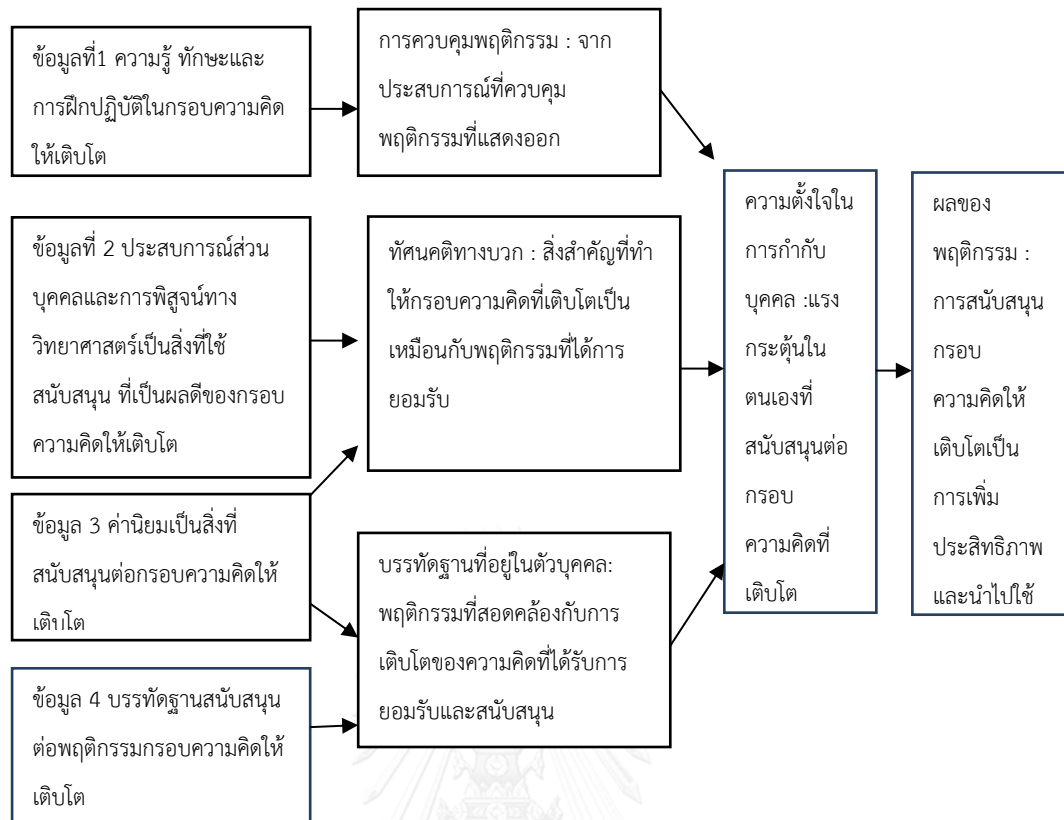 ข้อมูลที่1 ความรู้ ทักษะและ
การฝึกปฏิบัติในกรอบความคิด
ให้เติบโต
การควบคุมพฤติกรรม : จาก
ประสบการณ์ที่ควบคุม
พฤติกรรมที่แสดงออก
ข้อมูลที่ 2 ประสบการณ์ส่วน
บุคคลและการพิสูจน์ทาง
วิทยาศาสตร์เป็นสิ่งที่ใช้
สนับสนุน ที่เป็นผลดีของกรอบ
ความคิดให้เติบโต
ทัศนคติทางบวก : สิ่งสำคัญที่ทำ
ให้กรอบความคิดที่เติบโตเป็น
เหมือนกับพฤติกรรมที่ได้การ
ยอมรับ
ข้อมูล 3 ค่านิยมเป็นสิ่งที่
สนับสนุนต่อกรอบความคิดให้
เติบโต
บรรทัดฐานที่อยู่ในตัวบุคคล:
พฤติกรรมที่สอดคล้องกับการ
เติบโตของความคิดที่ได้รับการ
ยอมรับและสนับสนุน
ข้อมูล 4 บรรทัดฐานสนับสนุน
ต่อพฤติกรรมกรอบความคิดให้
เติบโต
ความตั้งใจใน
การกำกับ
บุคคล :แรง
กระตุ้นใน
ตนเองที่
สนับสนุนต่อ
กรอบ
ความคิดที่
เติบโต
ผลของ
พฤติกรรม :
การสนับสนุน
กรอบ
ความคิดให้
เติบโตเป็น
การเพิ่ม
ประสิทธิภาพ
และนำไปใช้